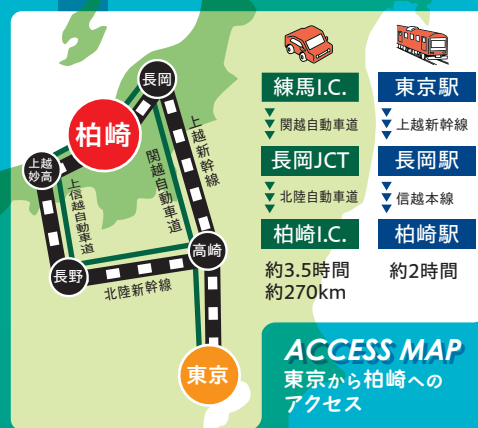 長岡
柏崎
上越
妙高
上信越自動車道
関越自動車道
上越新幹線
高崎
長野
北陸新幹線
東京
練馬I.C.
関越自動車道
長岡JCT
北陸自動車道
柏崎I.C.
約3.5時間
約270km
東京駅
上越新幹線
長岡駅
信越本線
柏崎駅
約2時間
ACCESS MAP
東京から柏崎への
アクセス